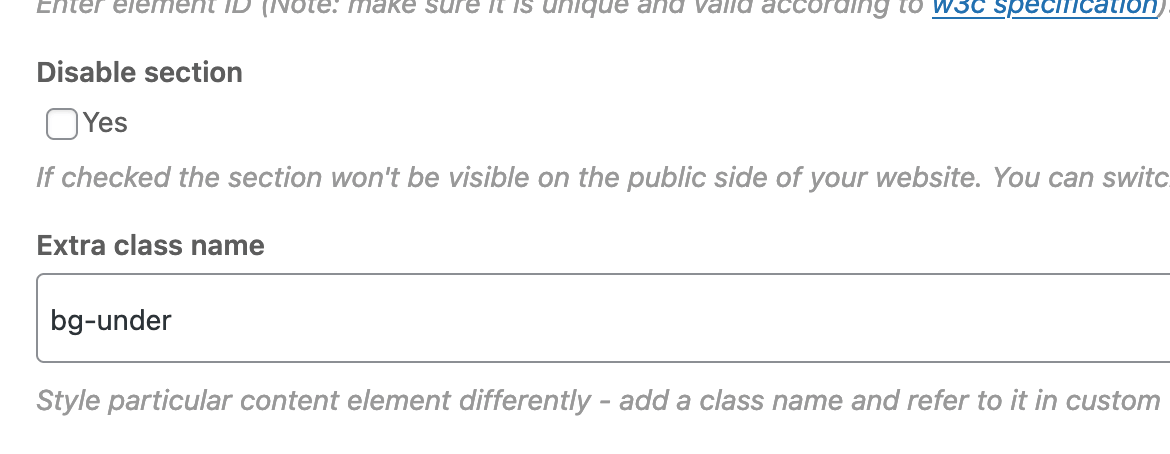 Enter element ID (Note: make sure it is unique and valid according to w3c specification).
Disable section
Yes
If checked the section won't be visible on the public side of your website. You can switc
Extra class name
bg-under
Style particular content element differently - add a class name and refer to it in custom